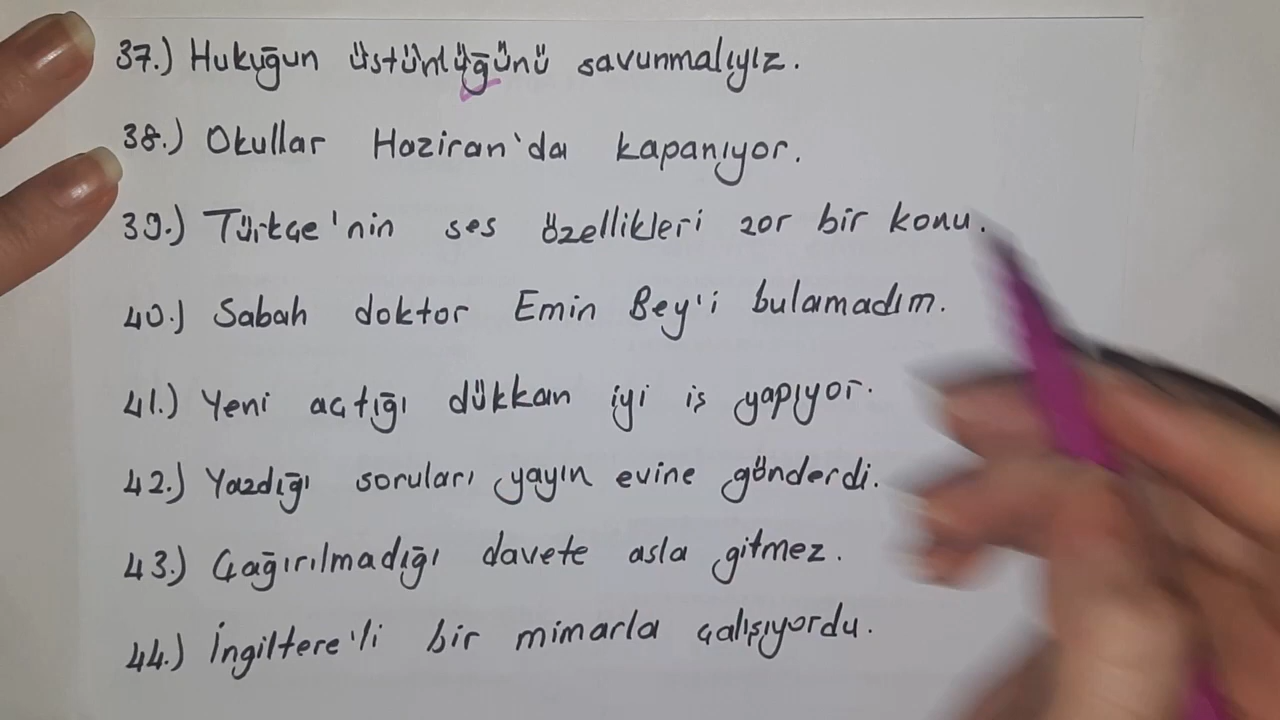 37.) Hukuğun üstünlüğünü savunmalıyız.
38.) Okullar Haziran'da kapanıyor.
39.) Türkçe'nin ses özellikleri zor bir konu.
40.) Sabah doktor Emin Bey'i bulamadım.
41.) Yeni açtığı dükkan iyi iş yapıyor.
42.) Yazdığı soruları yayın evine gönderdi.
43.) Çağırılmadığı davete asla gitmez.
44.) İngiltere'li bir mimarla çalışıyordu.